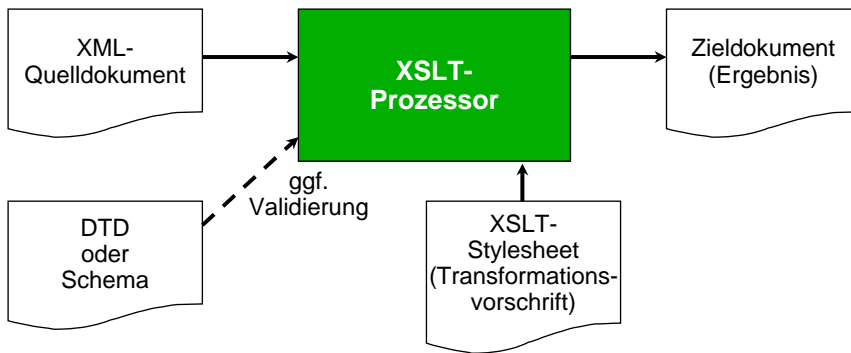 XML-
Quelldokument
XSLT-
Prozessor
Zieldokument
(Ergebnis)
ggf.
Validierung
DTD
oder
Schema
XSLT-
Stylesheet
(Transformations-
vorschrift)